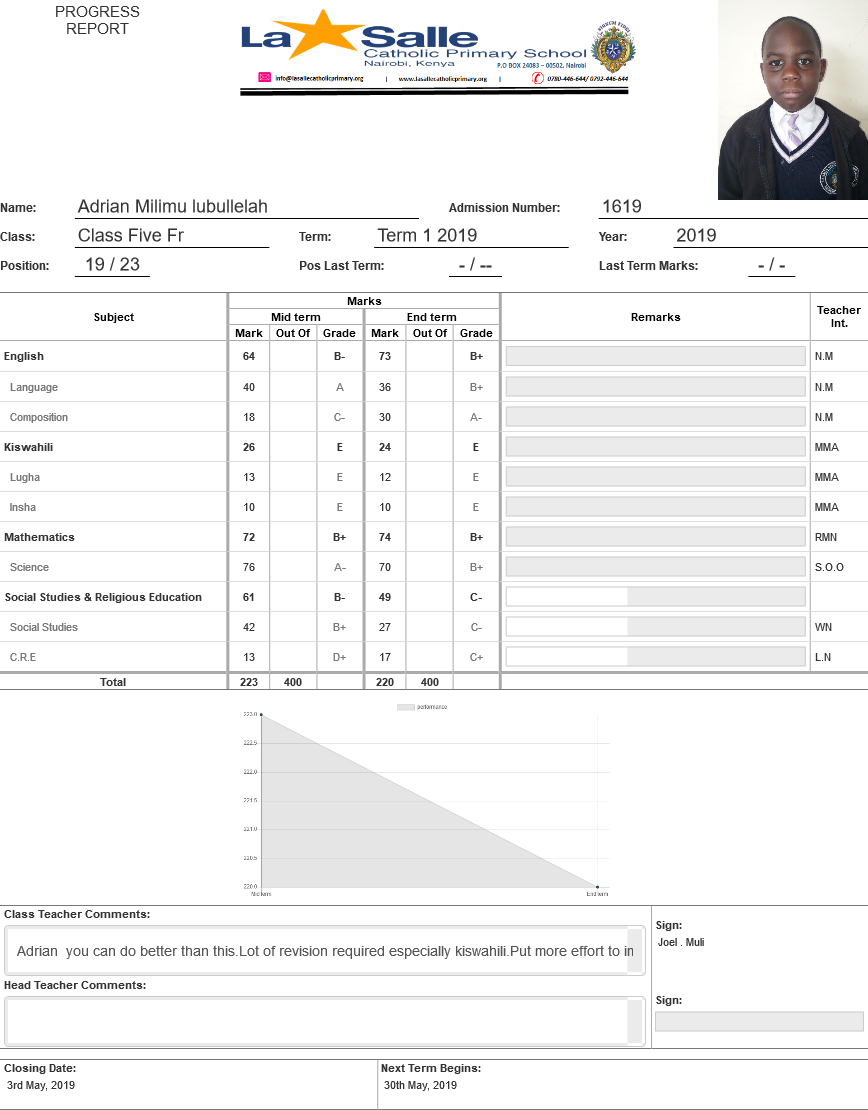 PROGRESS
REPORT
La Salle
Catholic Primary School
Nairobi, Kenya
P.O BOX 24083 – 00502, Nairobi
info@lasallecatholicprimary.org | www.lasallecatholicprimary.org | 0780-446-644/ 0792-446-644
Name: Adrian Milimu lubullelah Admission Number: 1619
Class: Class Five Fr Term: Term 1 2019 Year: 2019
Position: 19 / 23 Pos Last Term: - / -- Last Term Marks: - / -
Subject Marks Remarks Teacher Int.
Mid term End term
Mark Out Of Grade Mark Out Of Grade
English 64 B- 73 B+ N.M
Language 40 A 36 B+ N.M
Composition 18 C- 30 A- N.M
Kiswahili 26 E 24 E MMA
Lugha 13 E 12 E MMA
Insha 10 E 10 E MMA
Mathematics 72 B+ 74 B+ RMN
Science 76 A- 70 B+ S.O.O
Social Studies & Religious Education 61 B- 49 C-
Social Studies 42 B+ 27 C- WN
C.R.E 13 D+ 17 C+ L.N
Total 223 400 220 400
performance
223.0
222.5
222.0
221.5
221.0
220.5
220.0
Mid term End term
Class Teacher Comments:
Adrian you can do better than this.Lot of revision required especially kiswahili.Put more effort to in
Sign:
Joel . Muli
Head Teacher Comments:
Sign:
Closing Date: Next Term Begins:
3rd May, 2019 30th May, 2019